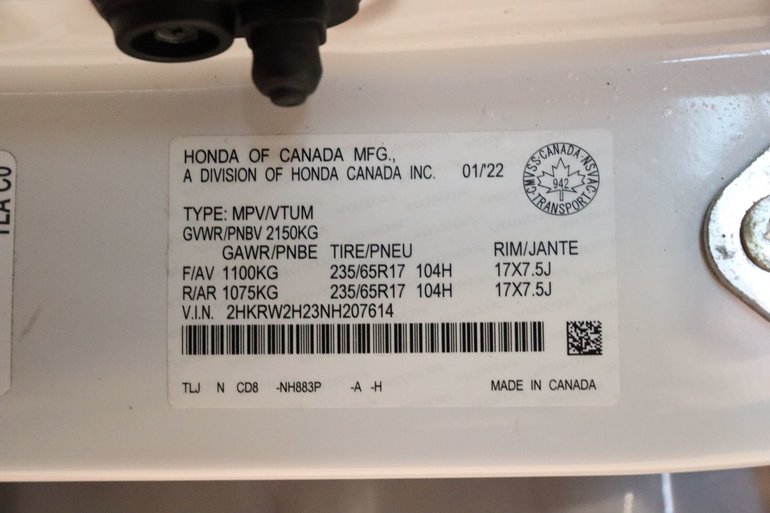 HONDA OF CANADA MFG.,
A DIVISION OF HONDA CANADA INC. 01/'22
CMVSS·CANADA·NSVAC
942
TRANSPORT
TYPE: MPV/VTUM
GVWR/PNBV 2150KG
GAWR/PNBE TIRE/PNEU RIM/JANTE
F/AV 1100KG 235/65R17 104H 17X7.5J
R/AR 1075KG 235/65R17 104H 17X7.5J
V.I.N. 2HKRW2H23NH207614
TLJ N CD8 -NH883P -A -H MADE IN CANADA